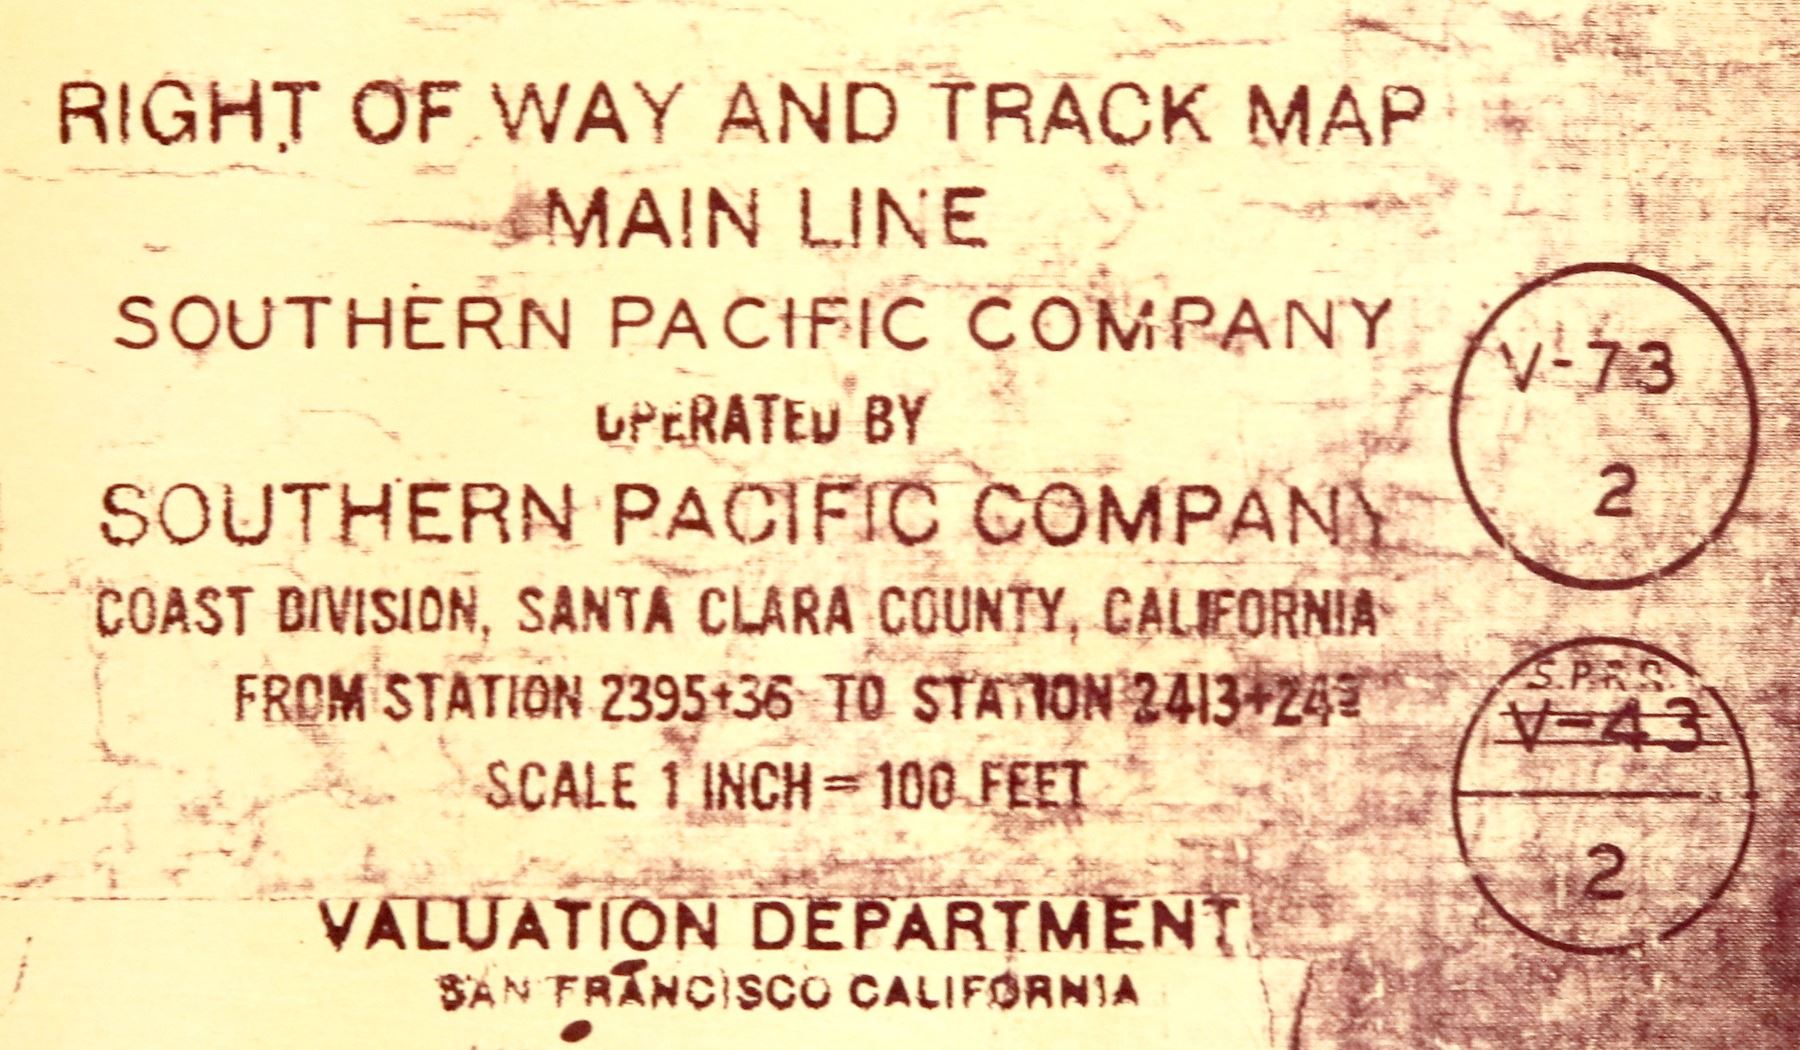 RIGHT OF WAY AND TRACK MAP
MAIN LINE
SOUTHERN PACIFIC COMPANY
OPERATED BY
SOUTHERN PACIFIC COMPANY
COAST DIVISION, SANTA CLARA COUNTY, CALIFORNIA
FROM STATION 2395+36 TO STATION 2413+24²
SCALE 1 INCH = 100 FEET
VALUATION DEPARTMENT
SAN FRANCISCO CALIFORNIA
V-73
2
S.P.R.R.
V-43
2